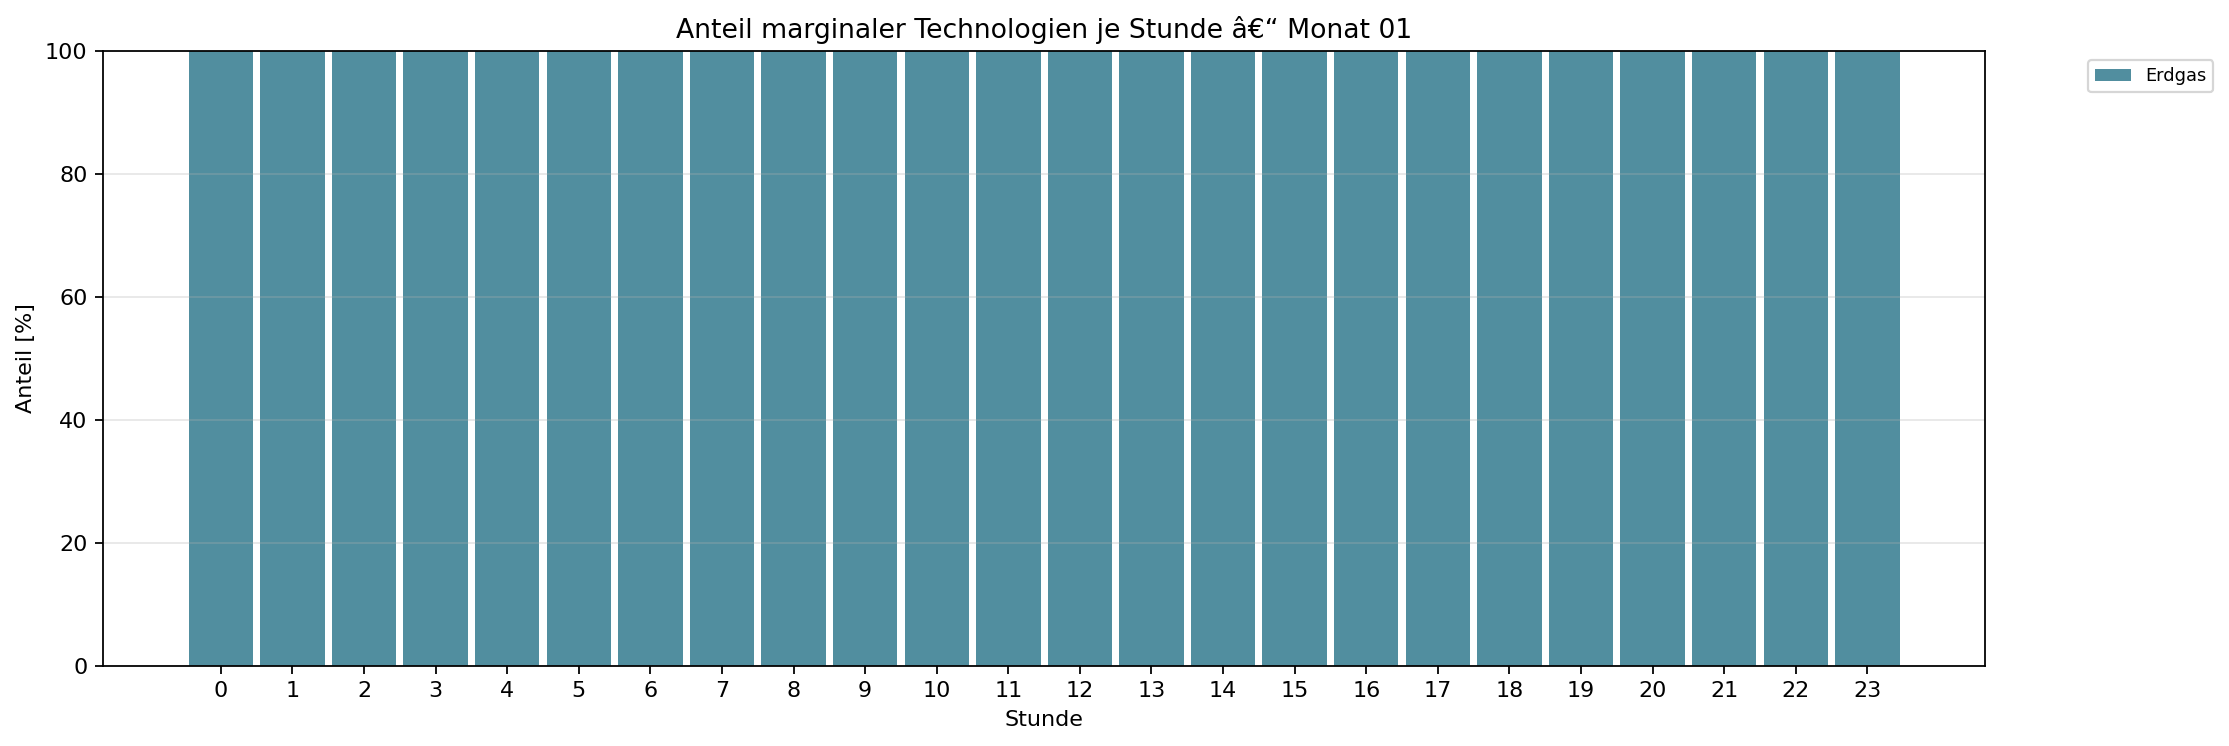 Anteil marginaler Technologien je Stunde â€“ Monat 01
Erdgas
Anteil [%]
100
80
60
40
20
0
0 1 2 3 4 5 6 7 8 9 10 11 12 13 14 15 16 17 18 19 20 21 22 23
Stunde